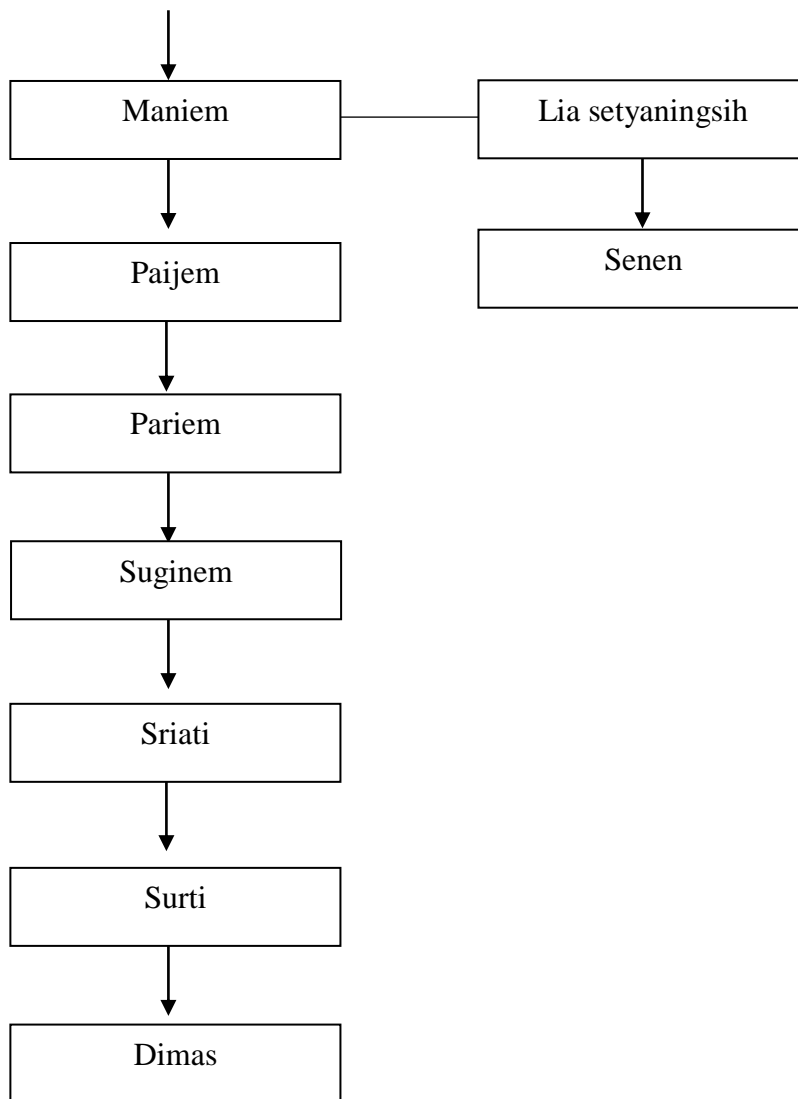 Maniem
Lia setyaningsih
Paijem
Senen
Pariem
Suginem
Sriati
Surti
Dimas